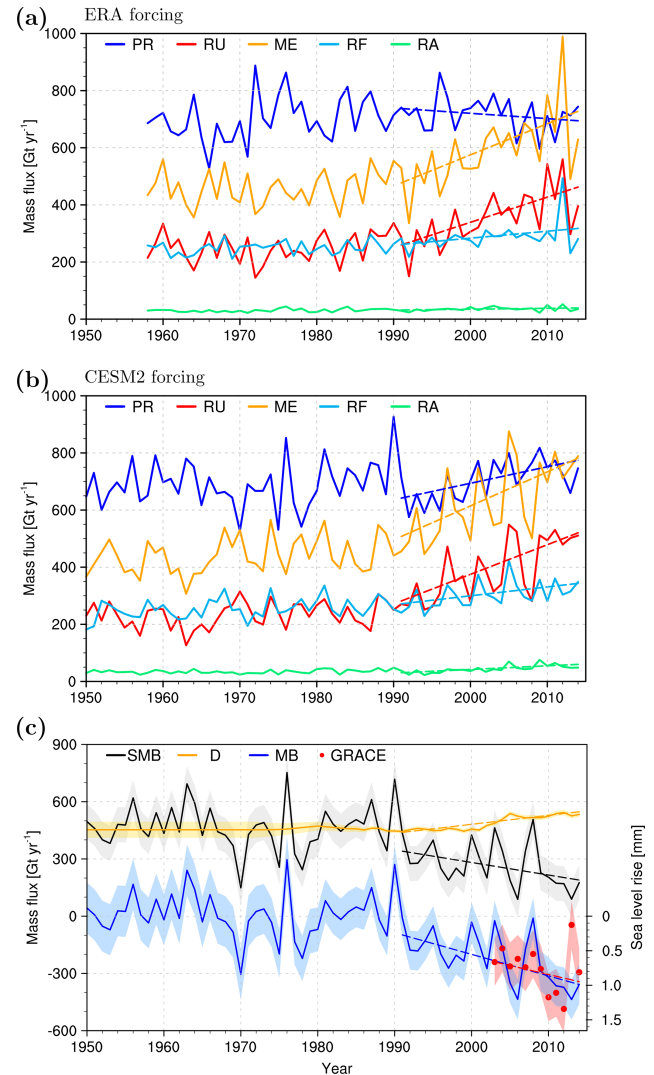 (a) ERA forcing
PR RU ME RF RA
1000
800
600
400
200
0
Mass flux [Gt yr-1]
1950 1960 1970 1980 1990 2000 2010
(b) CESM2 forcing
PR RU ME RF RA
1000
800
600
400
200
0
Mass flux [Gt yr-1]
1950 1960 1970 1980 1990 2000 2010
(c)
SMB D MB GRACE
900
600
300
0
-300
-600
Mass flux [Gt yr-1]
0
0.5
1.0
1.5
Sea level rise [mm]
1950 1960 1970 1980 1990 2000 2010
Year